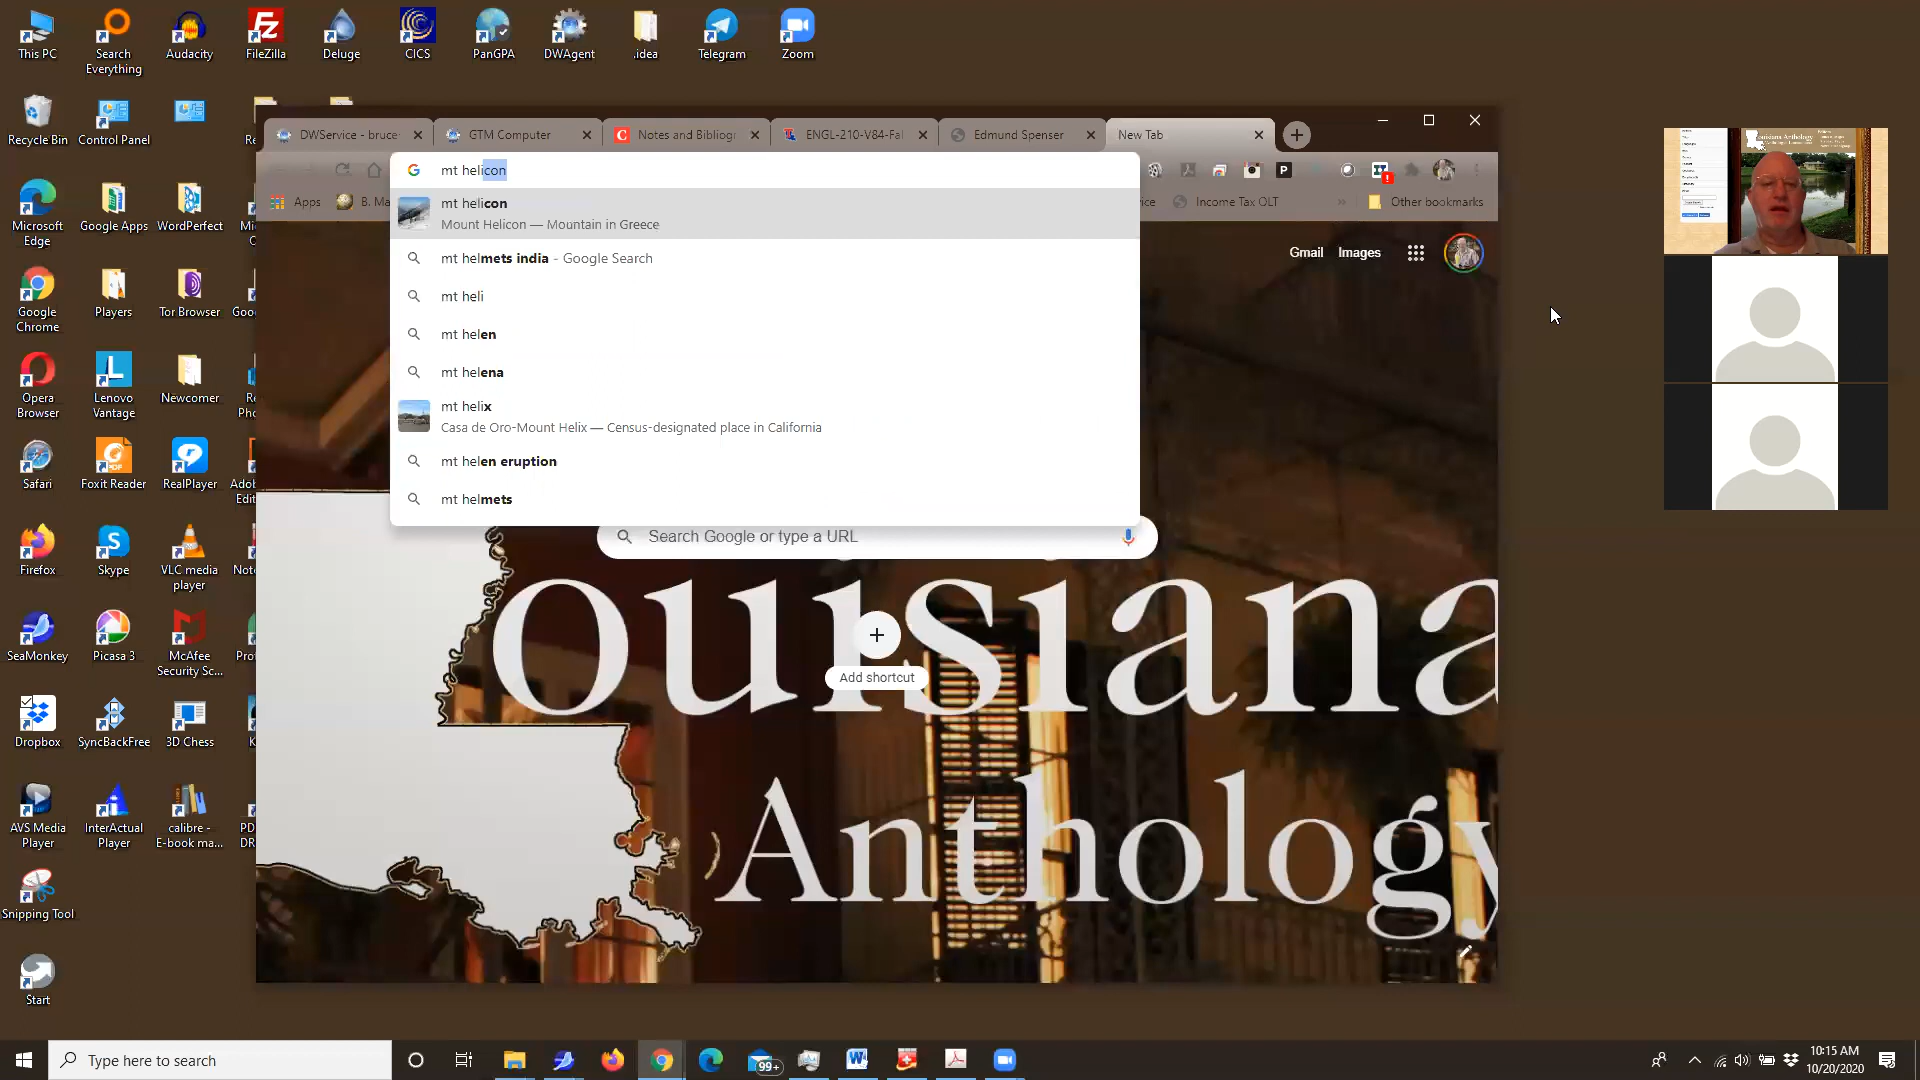 This PC
Search
Everything
Audacity
FileZilla
Deluge
CICS
PanGPA
DWAgent
.idea
Telegram
Zoom
Recycle Bin
Control Panel
DWService - bruce
GTM Computer
Notes and Bibliogr
ENGL-210-V84-Fal
Edmund Spenser
New Tab
mt helicon
Apps
B. Ma
Income Tax OLT
»
Other bookmarks
mt helicon
Mount Helicon — Mountain in Greece
mt helmets india - Google Search
mt heli
mt helen
mt helena
mt helix
Casa de Oro-Mount Helix — Census-designated place in California
mt helen eruption
mt helmets
Gmail
Images
Search Google or type a URL
Add shortcut
ouisiana
Anthology
Microsoft
Edge
Google Apps
WordPerfect
Google
Chrome
Players
Tor Browser
Opera
Browser
Lenovo
Vantage
Newcomer
Safari
Foxit Reader
RealPlayer
Firefox
Skype
VLC media
player
SeaMonkey
Picasa 3
McAfee
Security Sc...
Dropbox
SyncBackFree
3D Chess
AVS Media
Player
InterActual
Player
calibre -
E-book ma...
Snipping Tool
Start
Type here to search
99+
10:15 AM
10/20/2020